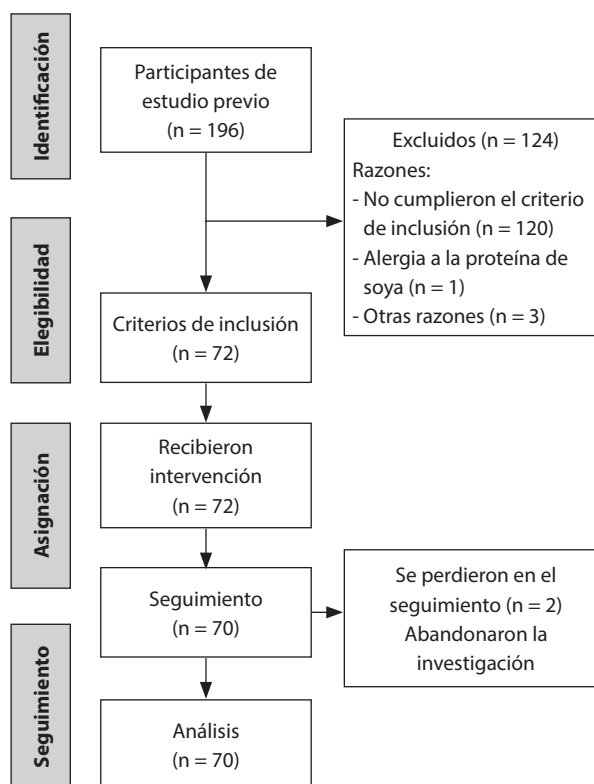 Identificación
Participantes de
estudio previo
(n = 196)
Excluidos (n = 124)
Razones:
- No cumplieron el criterio
de inclusión (n = 120)
- Alergia a la proteína de
soya (n = 1)
- Otras razones (n = 3)
Elegibilidad
Criterios de inclusión
(n = 72)
Asignación
Recibieron
intervención
(n = 72)
Seguimiento
(n = 70)
Se perdieron en el
seguimiento (n = 2)
Abandonaron la
investigación
Seguimiento
Análisis
(n = 70)